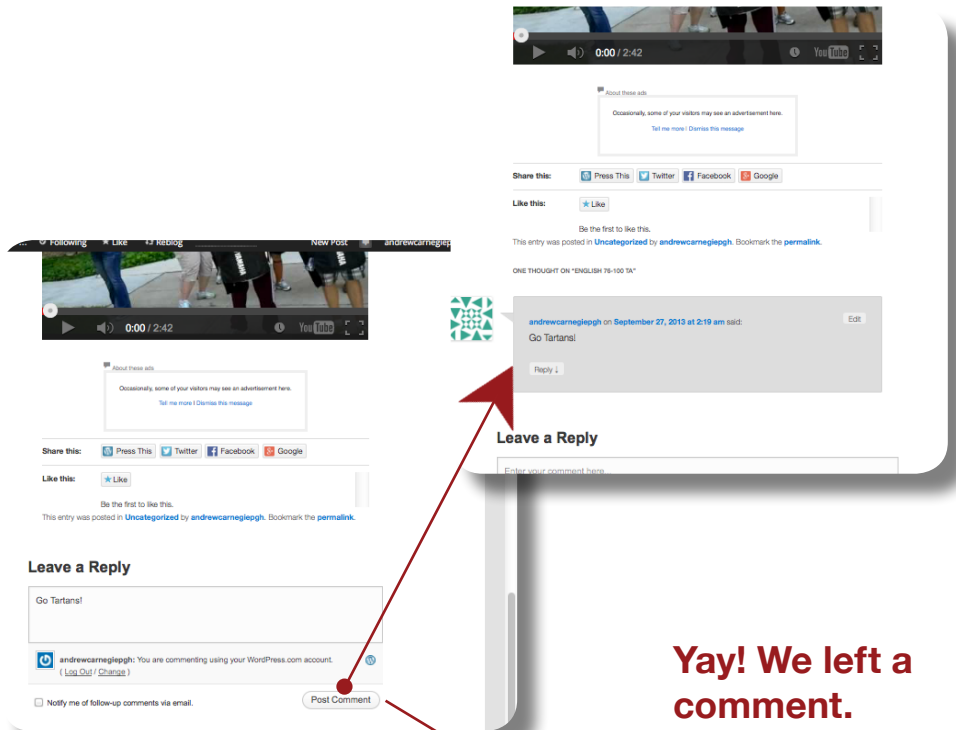 0:00 / 2:42
You Tube
About these ads
Occasionally, some of your visitors may see an advertisement here.
Tell me more | Dismiss this message
Share this: Press This Twitter Facebook Google
Like this: Like
Be the first to like this.
This entry was posted in Uncategorized by andrewcarnegiepgh. Bookmark the permalink.
ONE THOUGHT ON "ENGLISH 76-100 TA"
andrewcarnegiepgh on September 27, 2013 at 2:19 am said:
Edit
Go Tartans!
Reply ↓
Leave a Reply
Enter your comment here...
Following Like Reblog New Post
YAMAHA
0:00 / 2:42
You Tube
About these ads
Occasionally, some of your visitors may see an advertisement here.
Tell me more | Dismiss this message
Share this: Press This Twitter Facebook Google
Like this: Like
Be the first to like this.
This entry was posted in Uncategorized by andrewcarnegiepgh. Bookmark the permalink.
Leave a Reply
Go Tartans!
andrewcarnegiepgh: You are commenting using your WordPress.com account.
( Log Out / Change )
Notify me of follow-up comments via email.
Post Comment
Yay! We left a
comment.